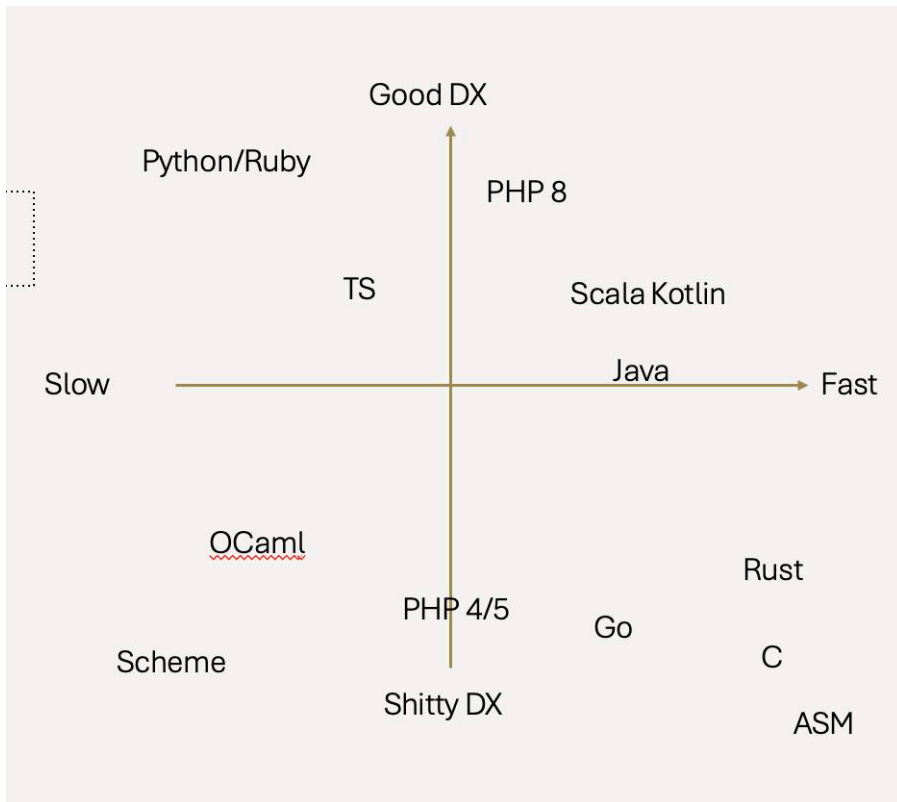 Good DX
Python/Ruby
PHP 8
TS
Scala Kotlin
Java
Slow
Fast
OCaml
Rust
PHP 4/5
Go
C
Scheme
Shitty DX
ASM